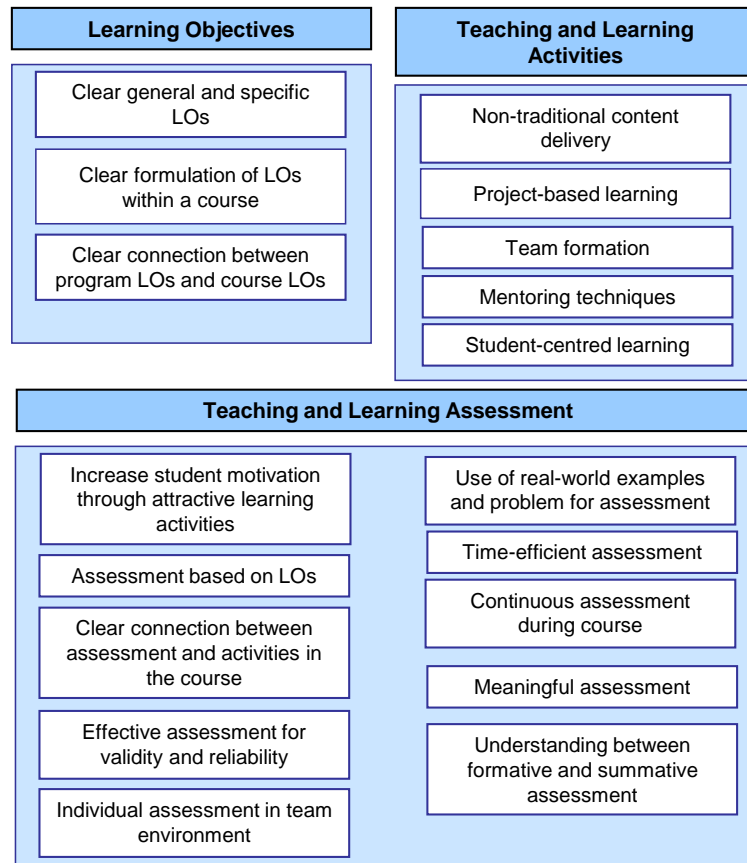 Learning Objectives
Clear general and specific
LOs
Clear formulation of LOs
within a course
Clear connection between
program LOs and course LOs
Teaching and Learning
Activities
Non-traditional content
delivery
Project-based learning
Team formation
Mentoring techniques
Student-centred learning
Teaching and Learning Assessment
Increase student motivation
through attractive learning
activities
Assessment based on LOs
Clear connection between
assessment and activities in
the course
Effective assessment for
validity and reliability
Individual assessment in team
environment
Use of real-world examples
and problem for assessment
Time-efficient assessment
Continuous assessment
during course
Meaningful assessment
Understanding between
formative and summative
assessment